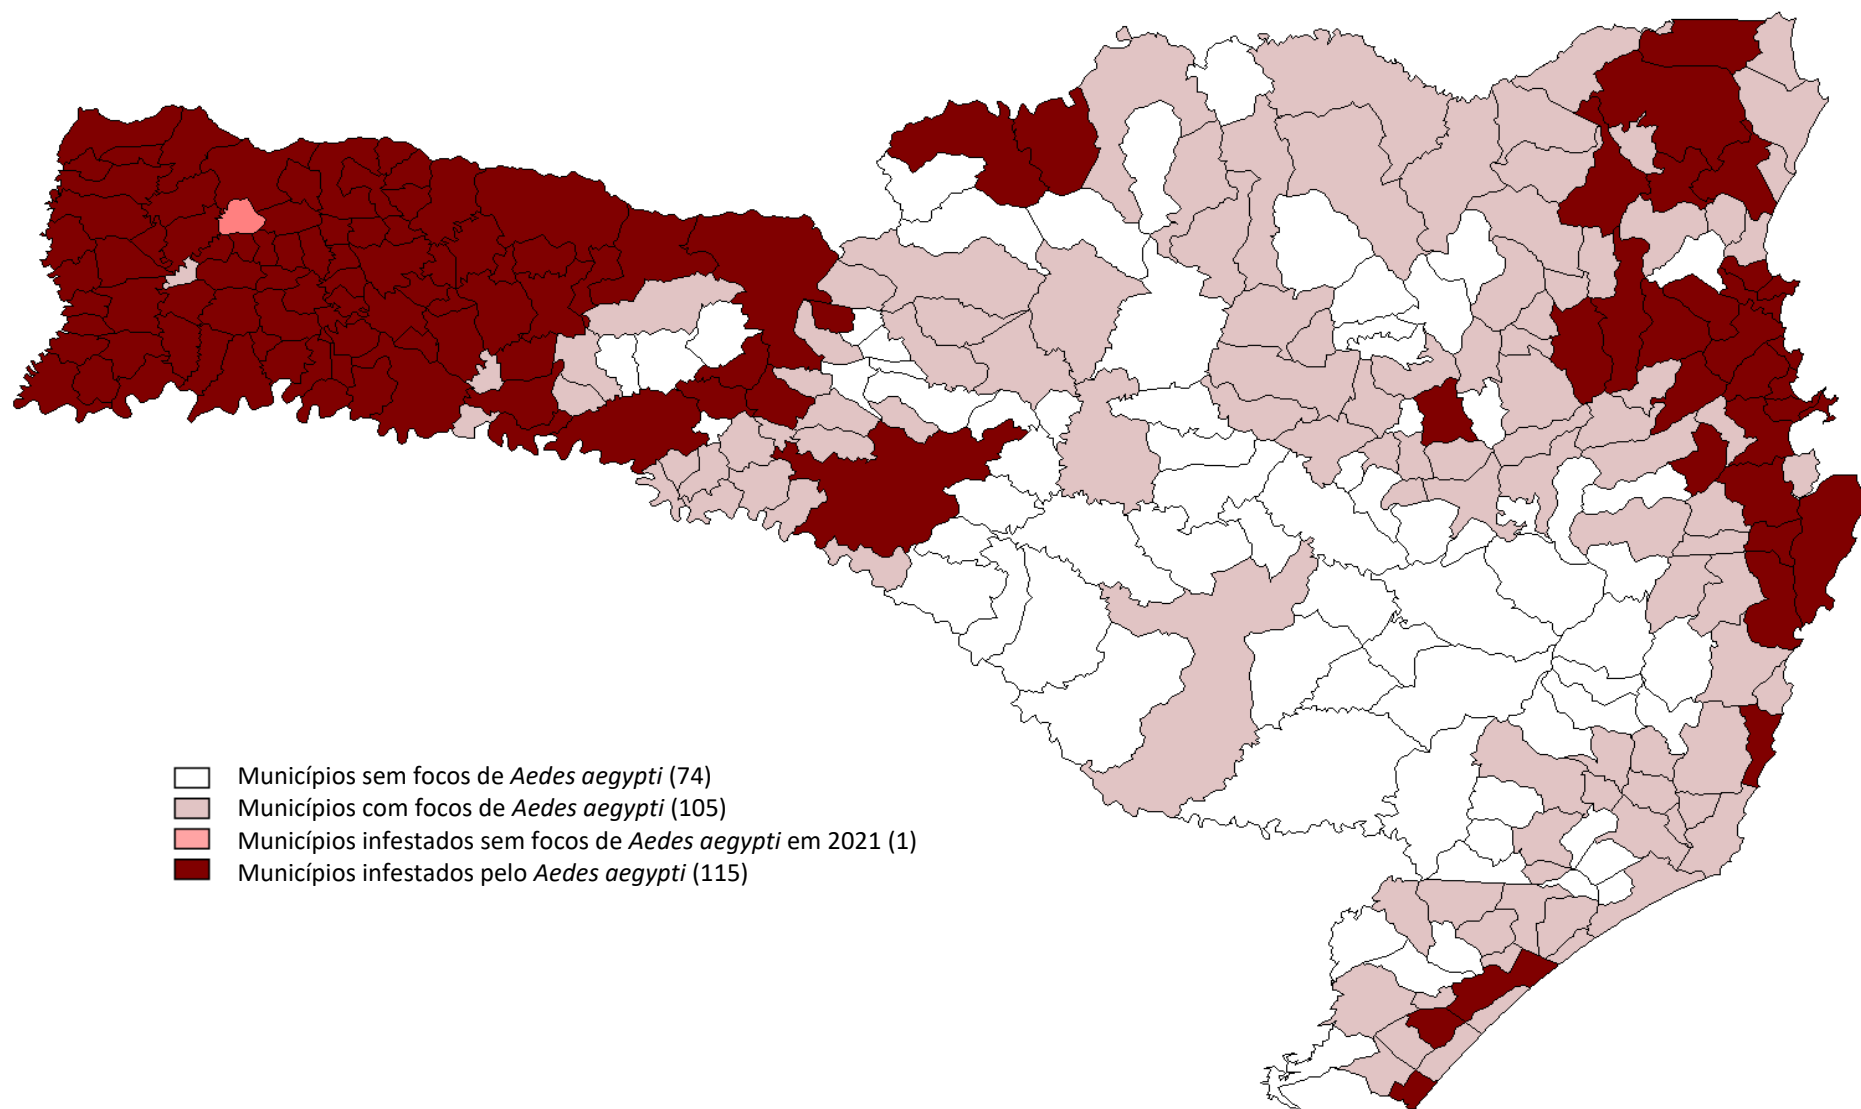 Municípios sem focos de Aedes aegypti (74)
Municípios com focos de Aedes aegypti (105)
Municípios infestados sem focos de Aedes aegypti em 2021 (1)
Municípios infestados pelo Aedes aegypti (115)